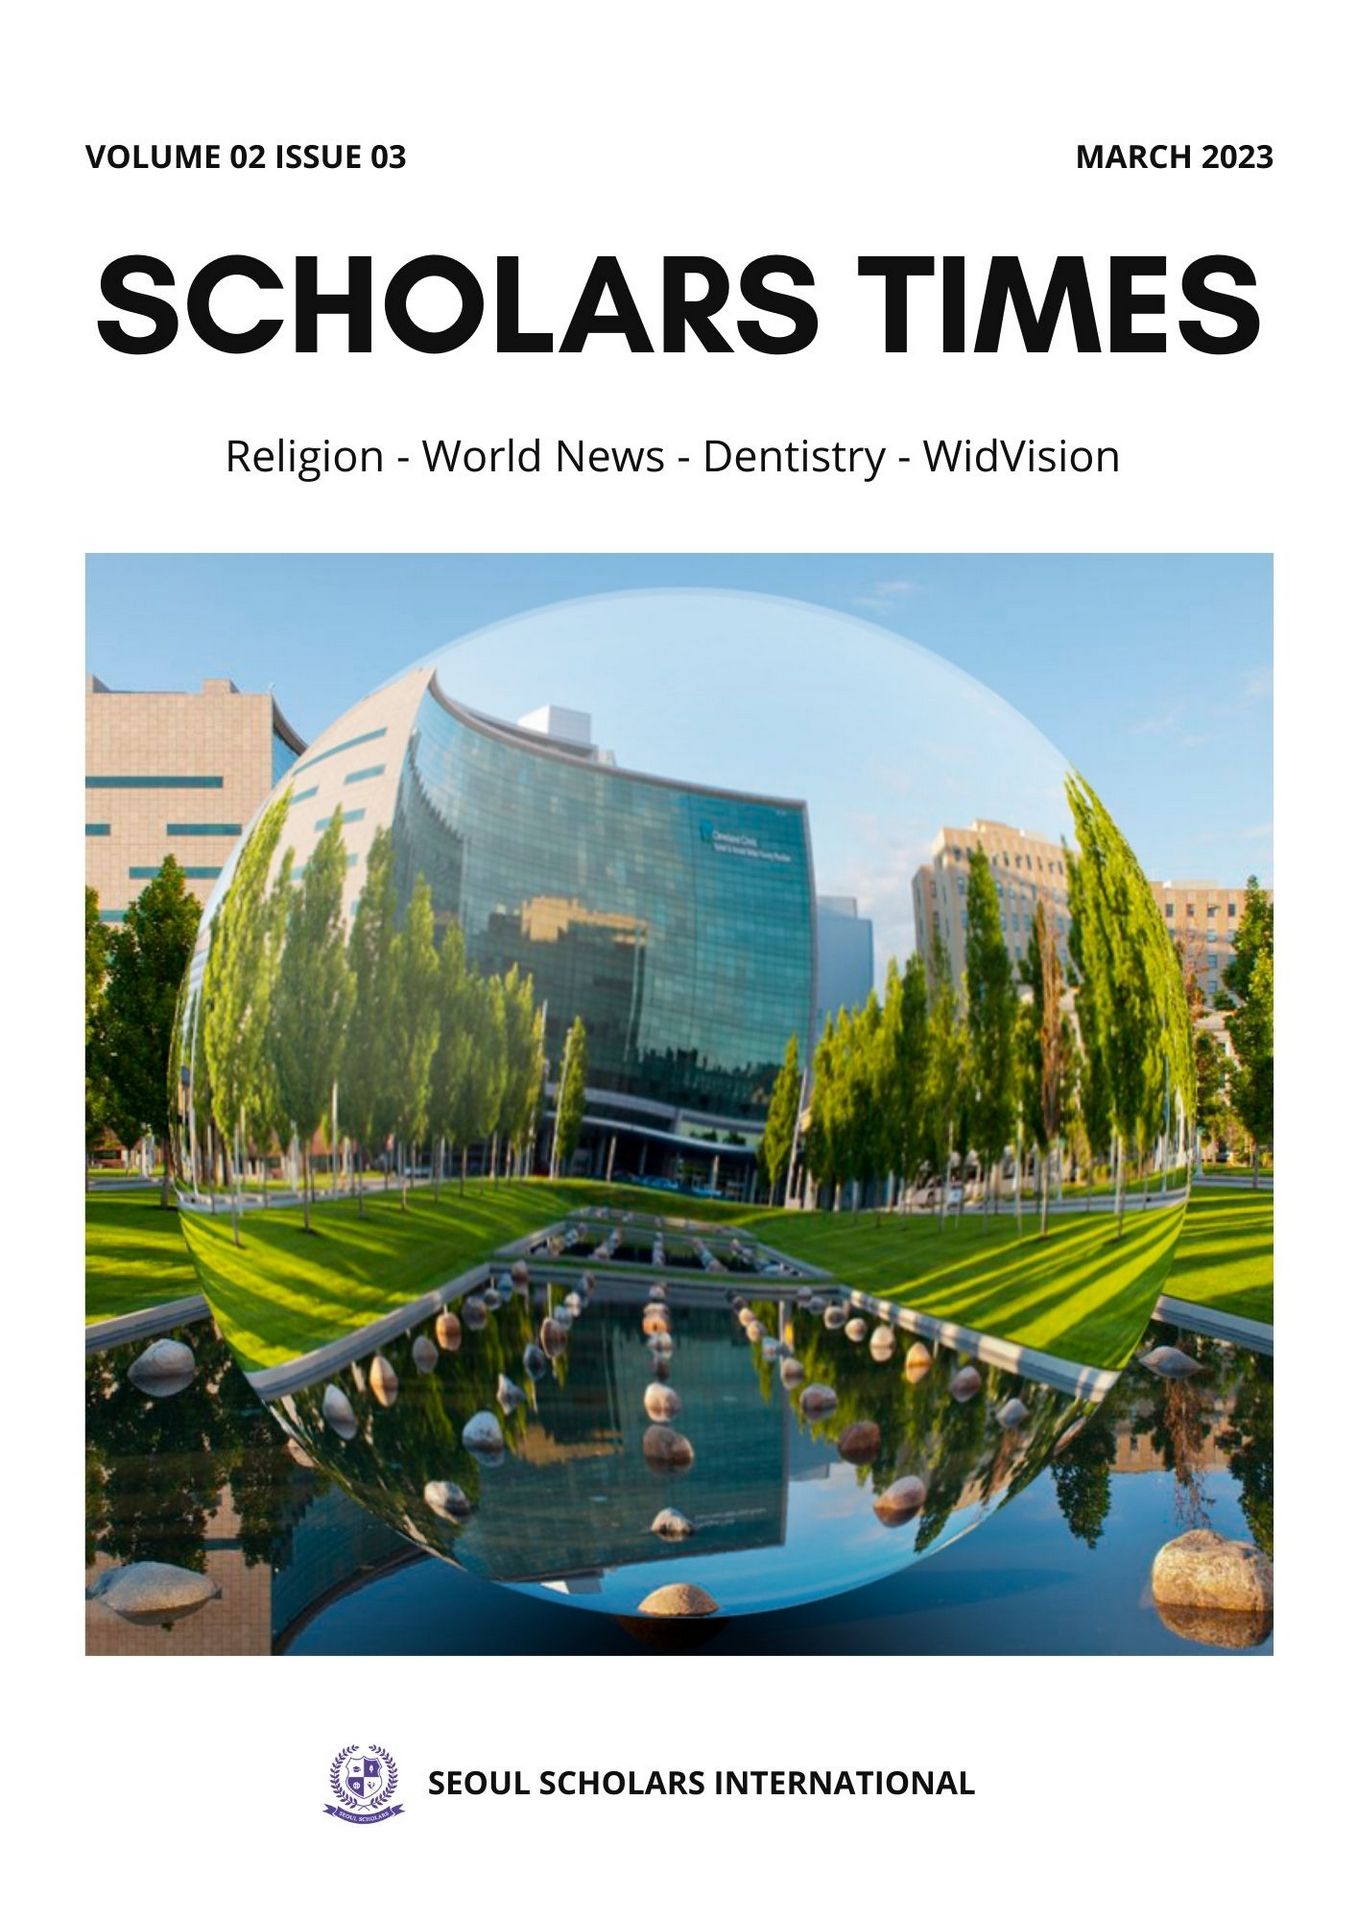 VOLUME 02 ISSUE 03
MARCH 2023
SCHOLARS TIMES
Religion - World News - Dentistry - WidVision
Cleveland Clinic
SEOUL SCHOLARS
SEOUL SCHOLARS INTERNATIONAL